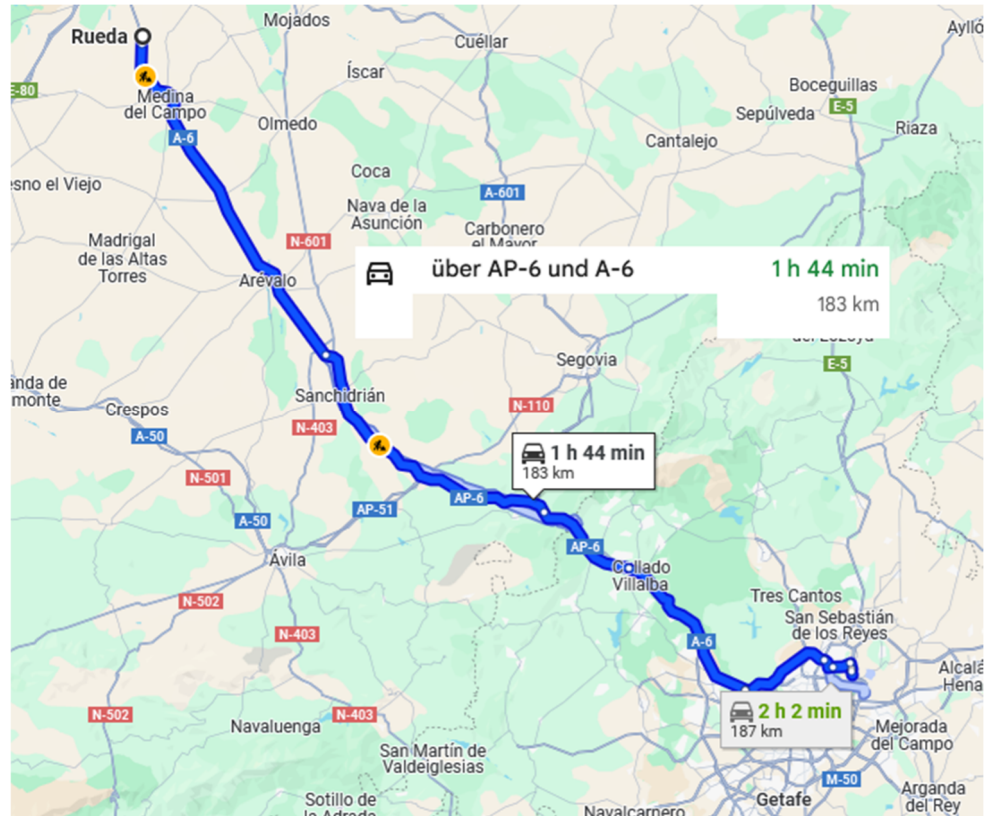 Mojados
Aylló
Rueda
Cuéllar
Íscar
E-80
Medina
del Campo
Boceguillas
E-5
Sepúlveda
Olmedo
Riaza
A-6
Cantalejo
Coca
esno el Viejo
A-601
Nava de la
Asunción
Carbonero
el Mayor
N-601
Madrigal
de las Altas
Torres
über AP-6 und A-6
1 h 44 min
183 km
Arévalo
del Lozoya
Segovia
E-5
anda de
monte
Sanchidrián
Crespos
N-110
N-403
A-50
1 h 44 min
183 km
N-501
AP-6
AP-51
A-50
AP-6
Ávila
Collado
Villalba
Tres Cantos
N-502
San Sebastián
de los Reyes
N-403
A-6
Alcalá
Hena
2 h 2 min
187 km
N-502
N-403
Navaluenga
Mejorada
del Campo
San Martín de
Valdeiglesias
M-50
Arganda
del Rey
Getafe
Sotillo de
la Adrada
Navalcarnero